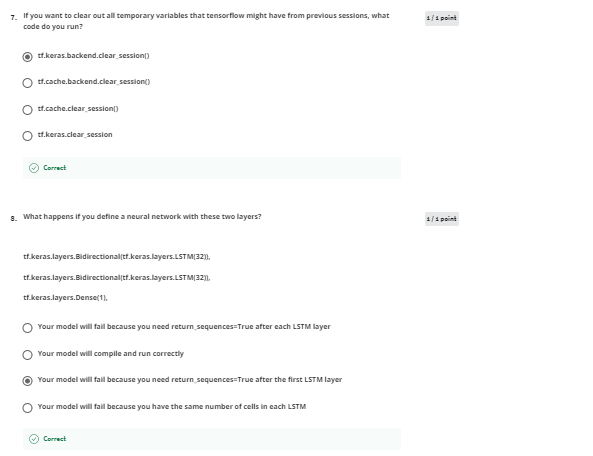 7. If you want to clear out all temporary variables that tensorflow might have from previous sessions, what
code do you run?
1 / 1 point
tf.keras.backend.clear_session()
tf.cache.backend.clear_session()
tf.cache.clear_session()
tf.keras.clear_session
Correct
8. What happens if you define a neural network with these two layers?
1 / 1 point
tf.keras.layers.Bidirectional(tf.keras.layers.LSTM(32)),
tf.keras.layers.Bidirectional(tf.keras.layers.LSTM(32)),
tf.keras.layers.Dense(1),
Your model will fail because you need return_sequences=True after each LSTM layer
Your model will compile and run correctly
Your model will fail because you need return_sequences=True after the first LSTM layer
Your model will fail because you have the same number of cells in each LSTM
Correct